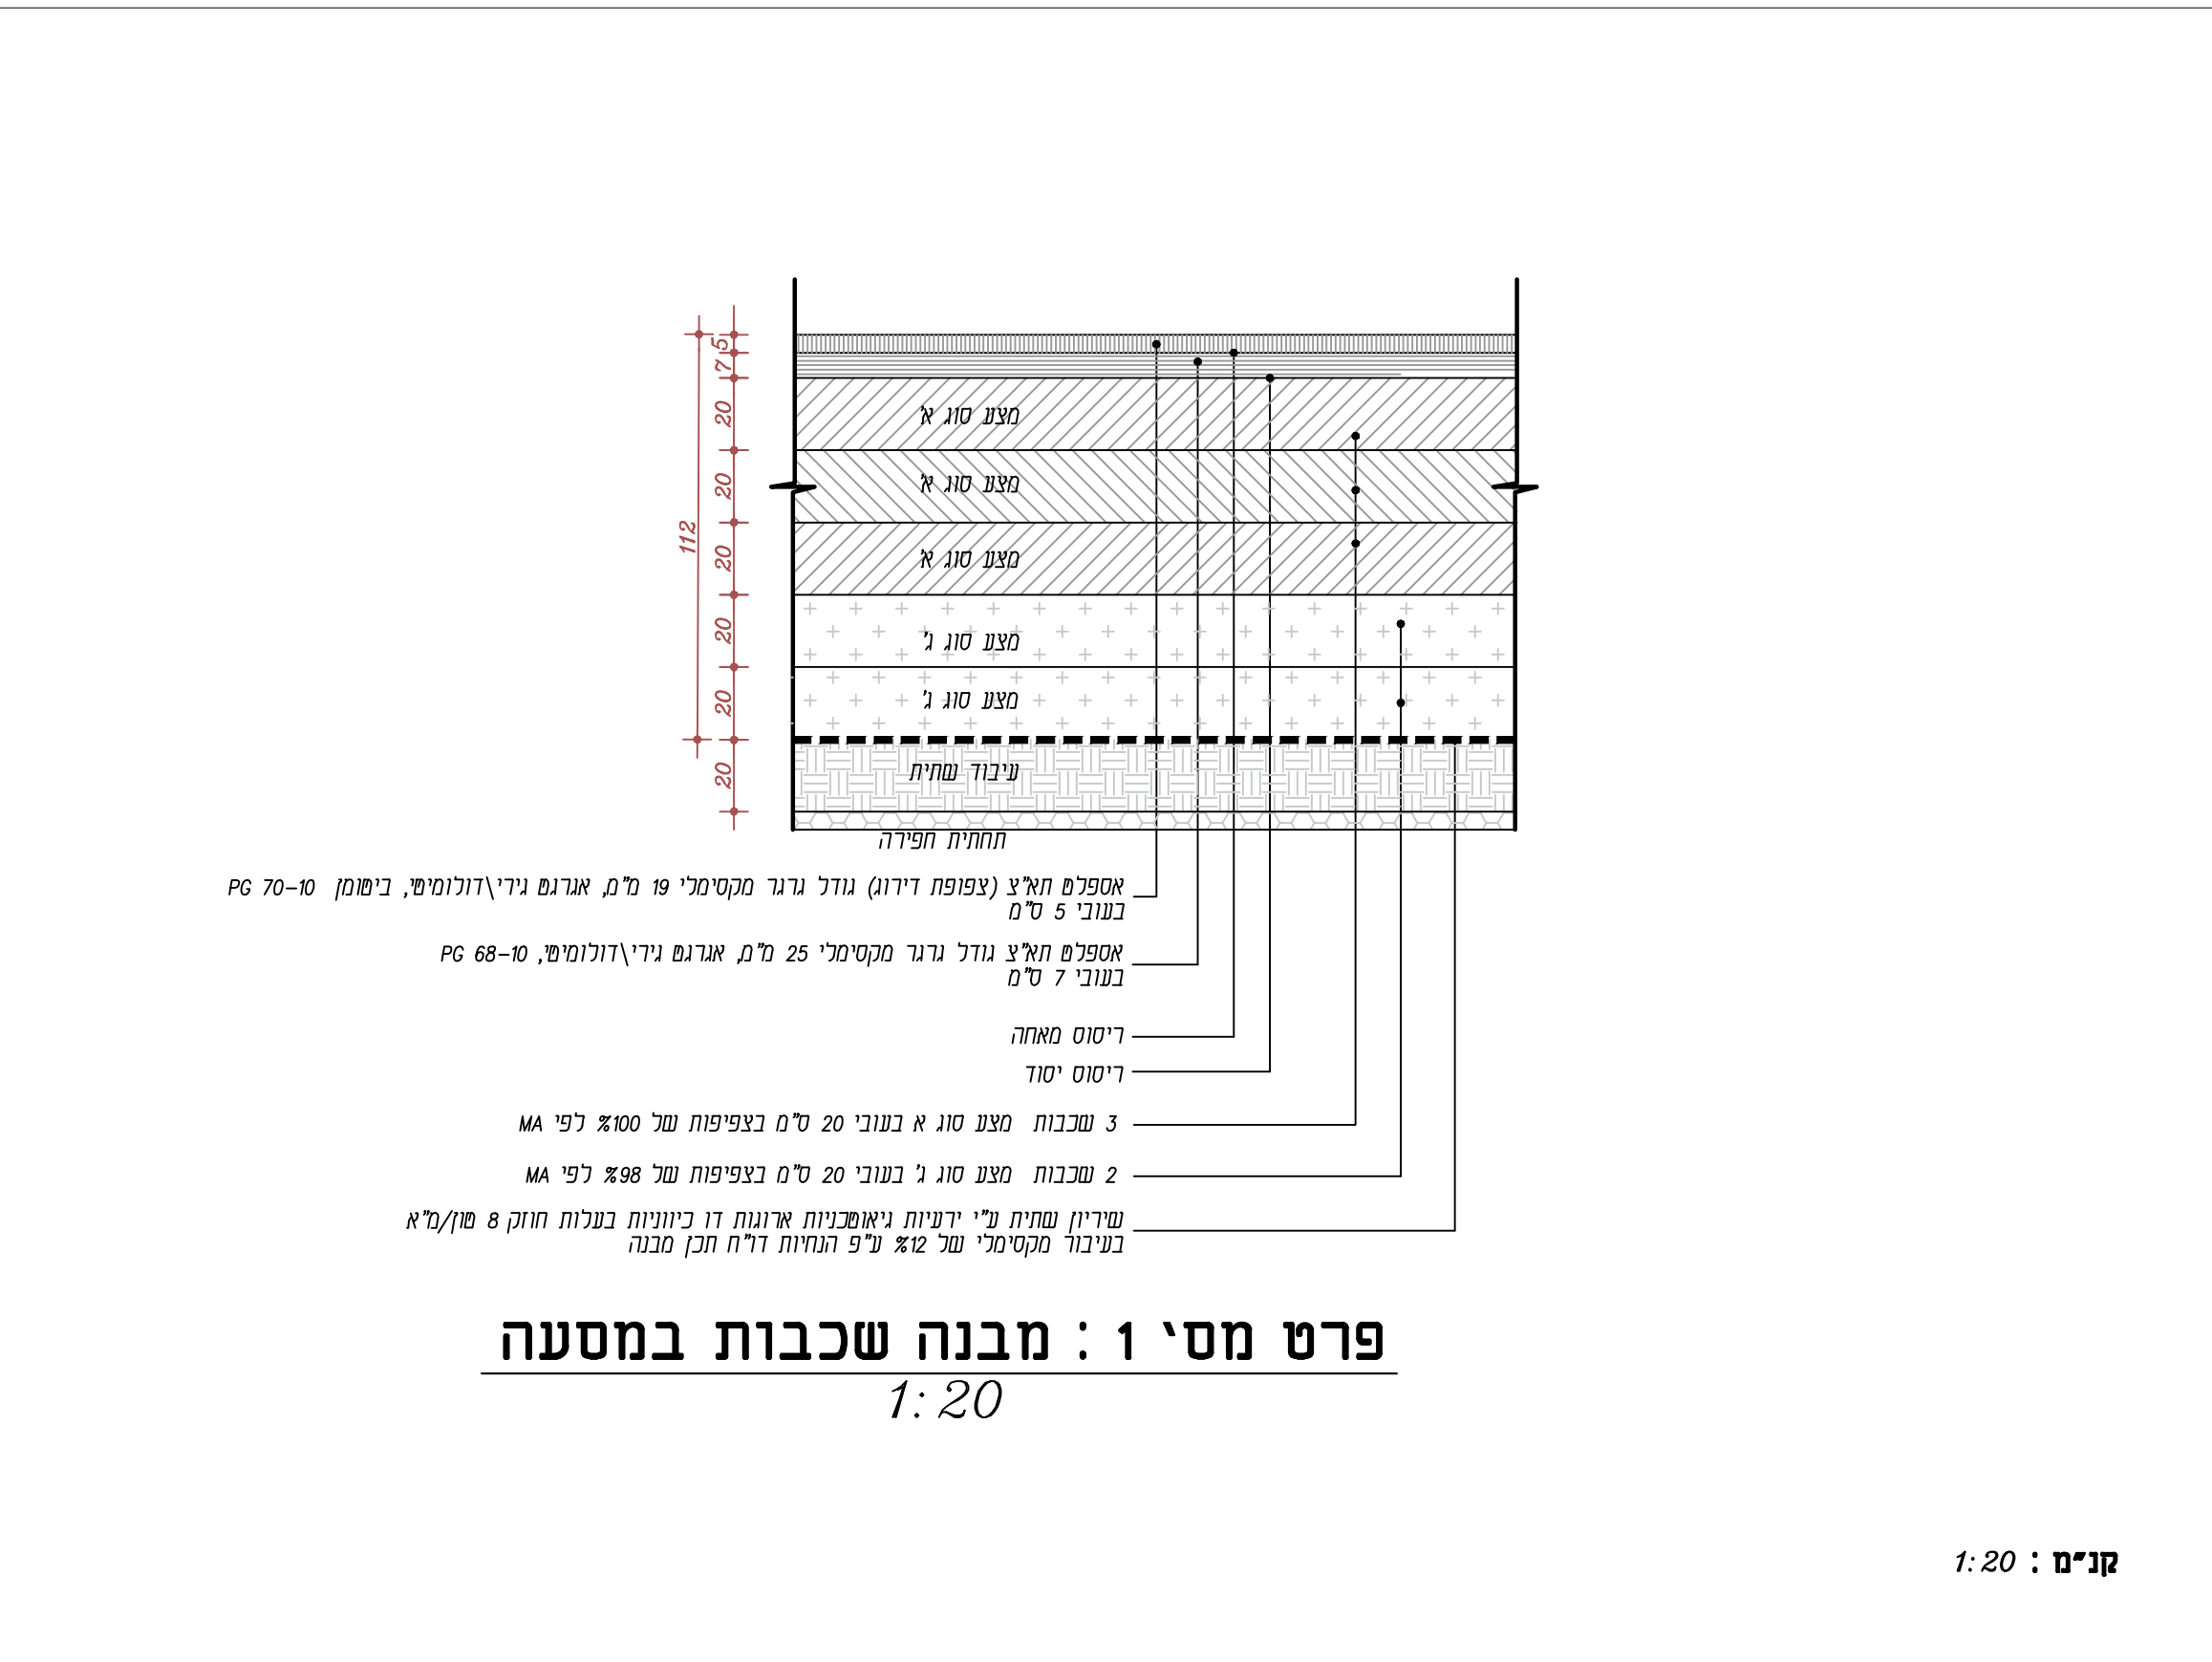 5
7
20
20
20
20
20
20
112
מצע סוג א'
מצע סוג א'
מצע סוג א'
מצע סוג ג'
מצע סוג ג'
עיבוד שתית
תחתית חפירה
אספלט תא"צ (צפופת דירוג) גודל גרגר מקסימלי 19 מ"מ, אגרגט גירי\דולומיטי, ביטומן PG 70-10
בעובי 5 ס"מ
אספלט תא"צ גודל גרגר מקסימלי 25 מ"מ, אגרגט גירי\דולומיטי, PG 68-10
בעובי 7 ס"מ
ריסוס מאחה
ריסוס יסוד
3 שכבות מצע סוג א בעובי 20 ס"מ בצפיפות של 100% לפי MA
2 שכבות מצע סוג ג' בעובי 20 ס"מ בצפיפות של 98% לפי MA
שיריון שתית ע"י ירעיות גיאוטכניות ארוגות דו כיווניות בעלות חוזק 8 טון/מ"א
בעיבור מקסימלי של 12% ע"פ הנחיות דו"ח תכן מבנה
פרט מס' 1 : מבנה שכבות במסעה
1:20
קנ"מ : 1:20